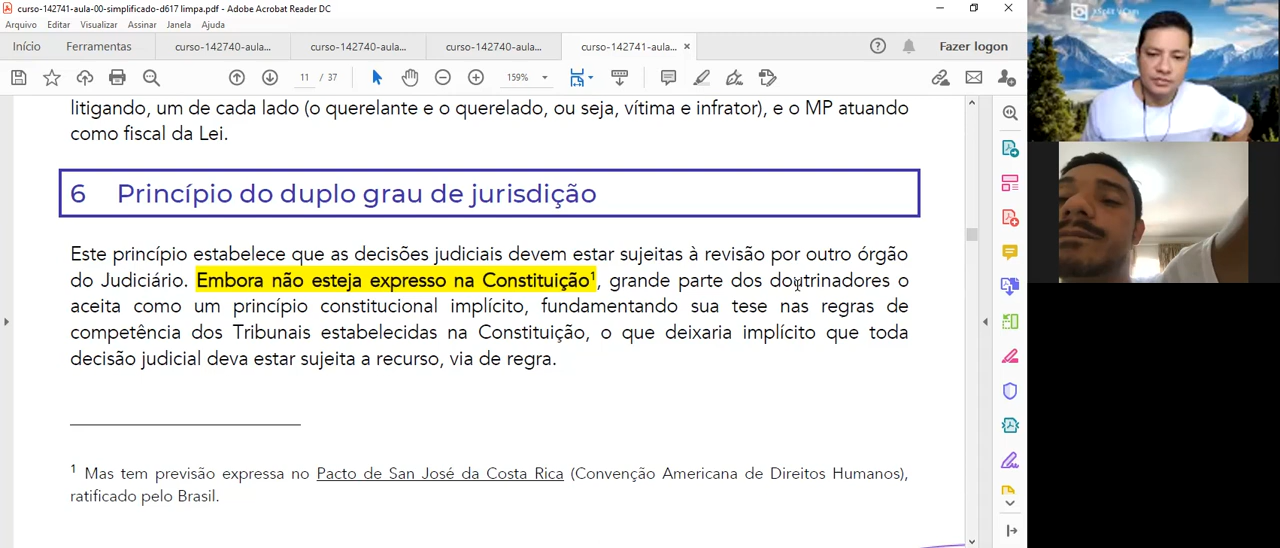 curso-142741-aula-00-simplificado-d617 limpa.pdf - Adobe Acrobat Reader DC
Arquivo Editar Visualizar Assinar Janela Ajuda
Início Ferramentas curso-142740-aula... curso-142740-aula... curso-142740-aula... curso-142741-aula... × Fazer logon
11 / 37 159%
litigando, um de cada lado (o querelante e o querelado, ou seja, vítima e infrator), e o MP atuando
como fiscal da Lei.
6 Princípio do duplo grau de jurisdição
Este princípio estabelece que as decisões judiciais devem estar sujeitas à revisão por outro órgão
do Judiciário. Embora não esteja expresso na Constituição¹, grande parte dos doutrinadores o
aceita como um princípio constitucional implícito, fundamentando sua tese nas regras de
competência dos Tribunais estabelecidas na Constituição, o que deixaria implícito que toda
decisão judicial deva estar sujeita a recurso, via de regra.
¹ Mas tem previsão expressa no Pacto de San José da Costa Rica (Convenção Americana de Direitos Humanos),
ratificado pelo Brasil.
XSplit VCam